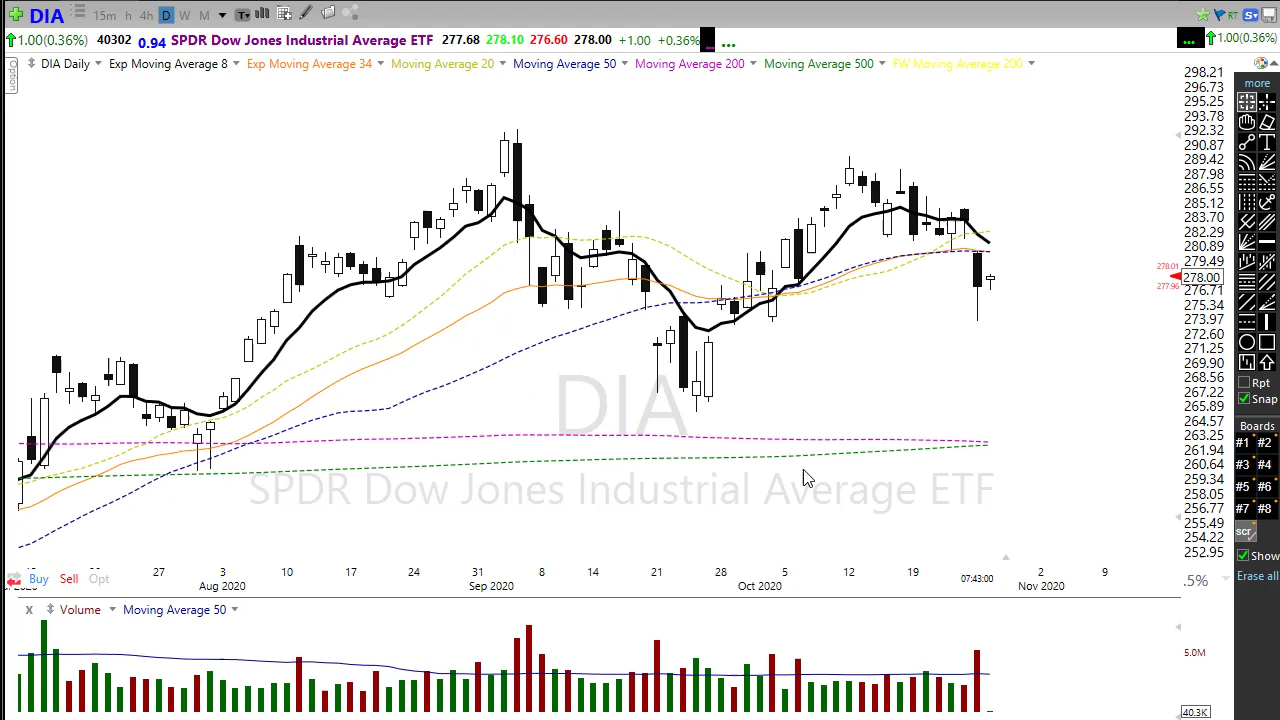 DIA 15m h 4h D W M T RT S
1.00(0.36%) 40302 0.94 SPDR Dow Jones Industrial Average ETF 277.68 278.10 276.60 278.00 +1.00 +0.36% ... ... 1.00(0.36%)
Option DIA Daily Exp Moving Average 8 Exp Moving Average 34 Moving Average 20 Moving Average 50 Moving Average 200 Moving Average 500 FW Moving Average 200
298.21
296.73
295.25
293.78
292.32
290.87
289.42
287.98
286.55
285.12
283.70
282.29
280.89
279.49
278.01
278.00
277.96
276.71
275.34
273.97
272.60
271.25
269.90
268.56
267.22
265.89
264.57
263.25
261.94
260.64
259.34
258.05
256.77
255.49
254.22
252.95
more
T
Rpt
Snap
Boards
#1 #2
#3 #4
#5 #6
#7 #8
scr
Show
Erase all
DIA
SPDR Dow Jones Industrial Average ETF
27 3 10 17 24 31 8 14 21 28 5 12 19 2 9
Aug 2020 Sep 2020 Oct 2020 07:43:00 Nov 2020
Buy Sell Opt .5%
X Volume Moving Average 50
5.0M
40.3K